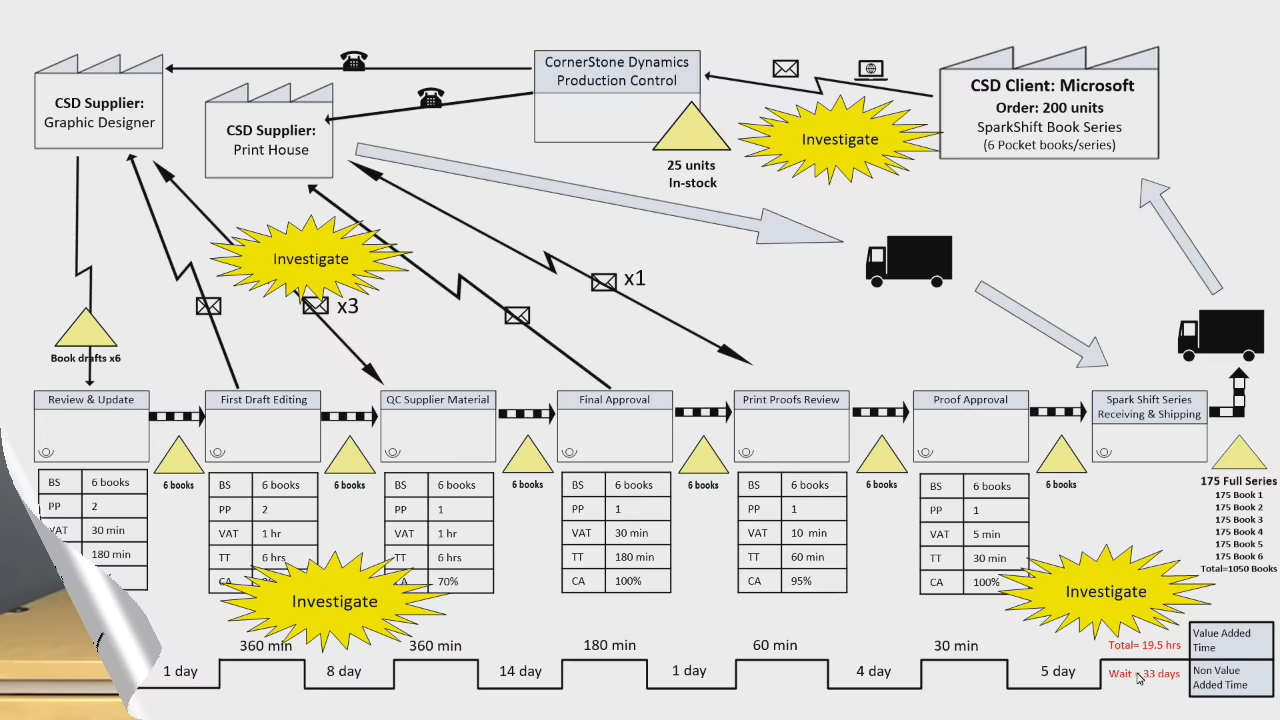 CornerStone Dynamics
Production Control
CSD Client: Microsoft
Order: 200 units
SparkShift Book Series
(6 Pocket books/series)
CSD Supplier:
Graphic Designer
CSD Supplier:
Print House
Investigate
25 units
In-stock
Investigate
x1
x3
Book drafts x6
Review & Update
First Draft Editing
QC Supplier Material
Final Approval
Print Proofs Review
Proof Approval
Spark Shift Series
Receiving & Shipping
6 books
6 books
6 books
6 books
6 books
6 books
BS 6 books
PP 2
VAT 30 min
180 min
BS 6 books
PP 2
VAT 1 hr
TT 6 hrs
BS 6 books
PP 1
VAT 1 hr
TT 6 hrs
70%
BS 6 books
PP 1
VAT 30 min
TT 180 min
CA 100%
BS 6 books
PP 1
VAT 10 min
TT 60 min
CA 95%
BS 6 books
PP 1
VAT 5 min
TT 30 min
CA 100%
175 Full Series
175 Book 1
175 Book 2
175 Book 3
175 Book 4
175 Book 5
175 Book 6
Total=1050 Books
Investigate
Investigate
360 min
360 min
180 min
60 min
30 min
Total= 19.5 hrs
Value Added
Time
1 day
8 day
14 day
1 day
4 day
5 day
Wait = 33 days
Non Value
Added Time